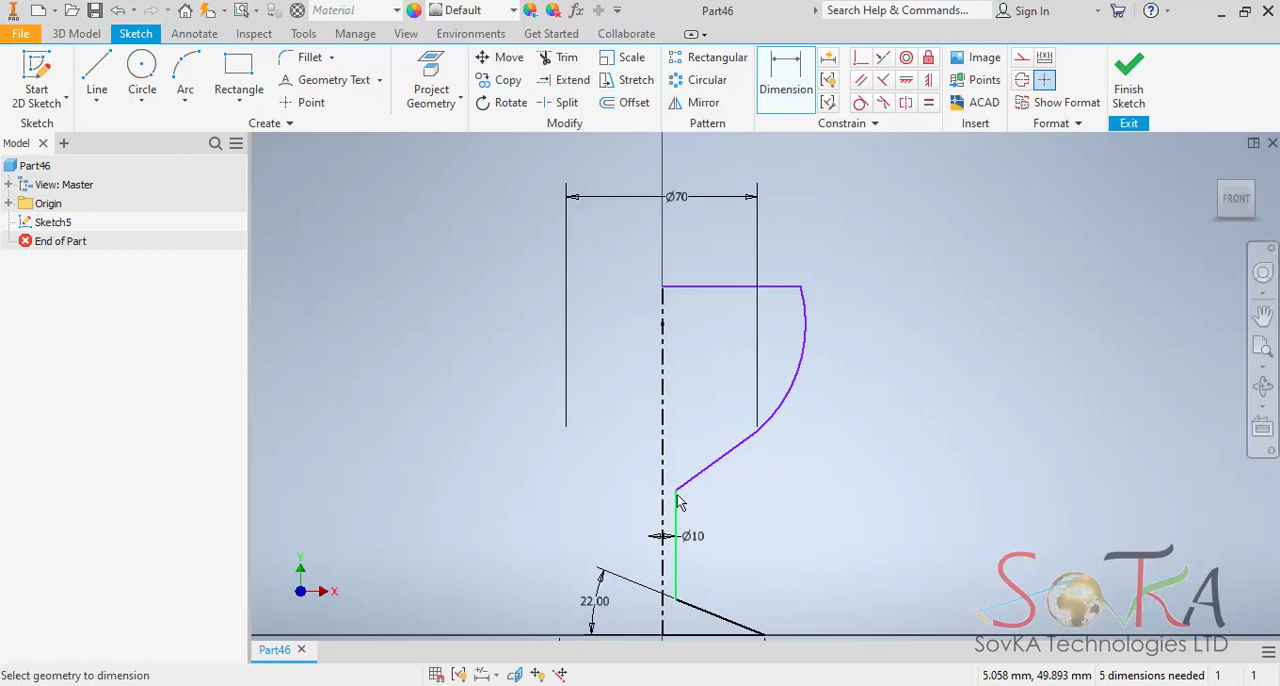 Material
Default
Part46
Search Help & Commands...
Sign In
File
3D Model
Sketch
Annotate
Inspect
Tools
Manage
View
Environments
Get Started
Collaborate
Start
2D Sketch
Line
Circle
Arc
Rectangle
Fillet
Geometry Text
Point
Project
Geometry
Move
Trim
Scale
Copy
Extend
Stretch
Rotate
Split
Offset
Rectangular
Circular
Mirror
Dimension
Image
Points
ACAD
Show Format
Finish
Sketch
Sketch
Create
Modify
Pattern
Constrain
Insert
Format
Exit
Model
Part46
View: Master
Origin
Sketch5
End of Part
FRONT
Ø70
Ø10
22,00
Y
X
SovKA
SovKA Technologies LTD
Part46
Select geometry to dimension
5.058 mm, 49.893 mm
5 dimensions needed
1
1